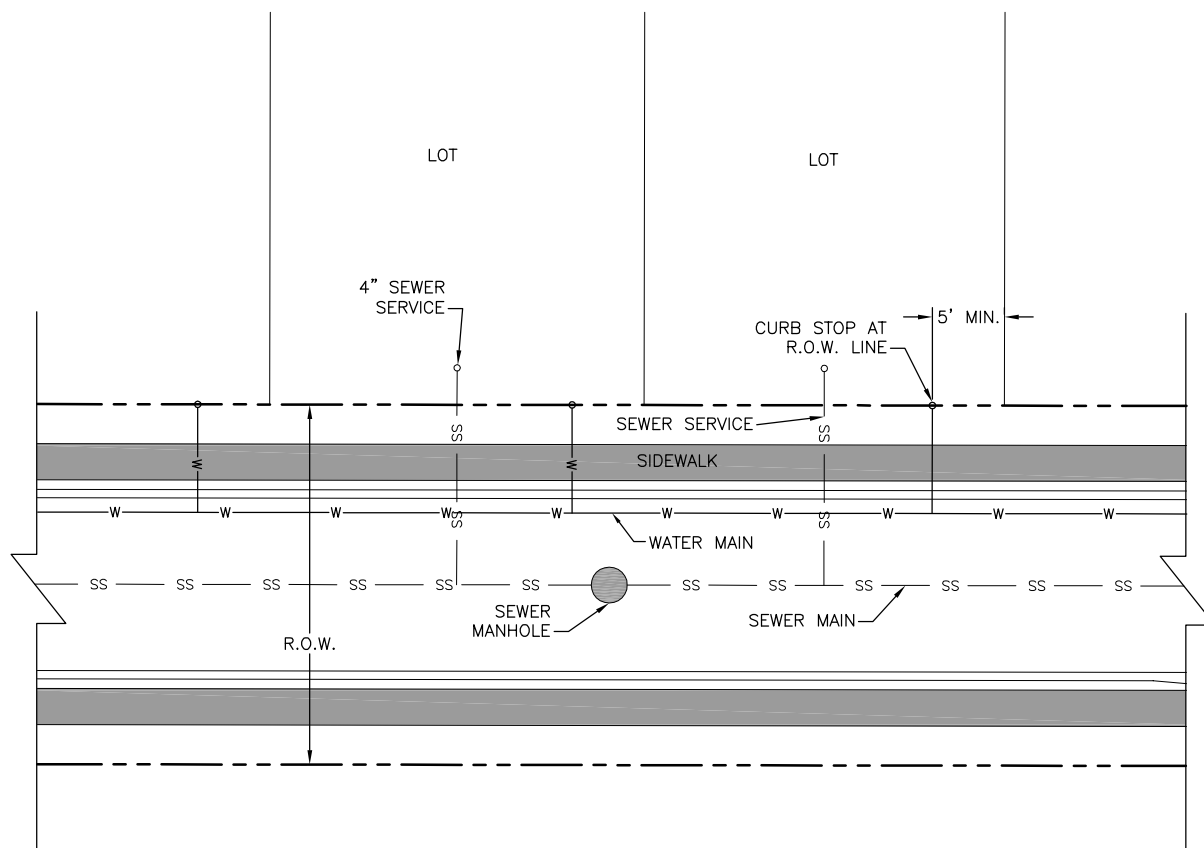 LOT
LOT
4” SEWER
SERVICE
5' MIN.
CURB STOP AT
R.O.W. LINE
SEWER SERVICE
SS
SS
SIDEWALK
W
W
W W W W W W W W W W
SS
SS
WATER MAIN
SS SS SS SS SS SS SS SS SS SS SS SS
SEWER
MANHOLE
SEWER MAIN
R.O.W.